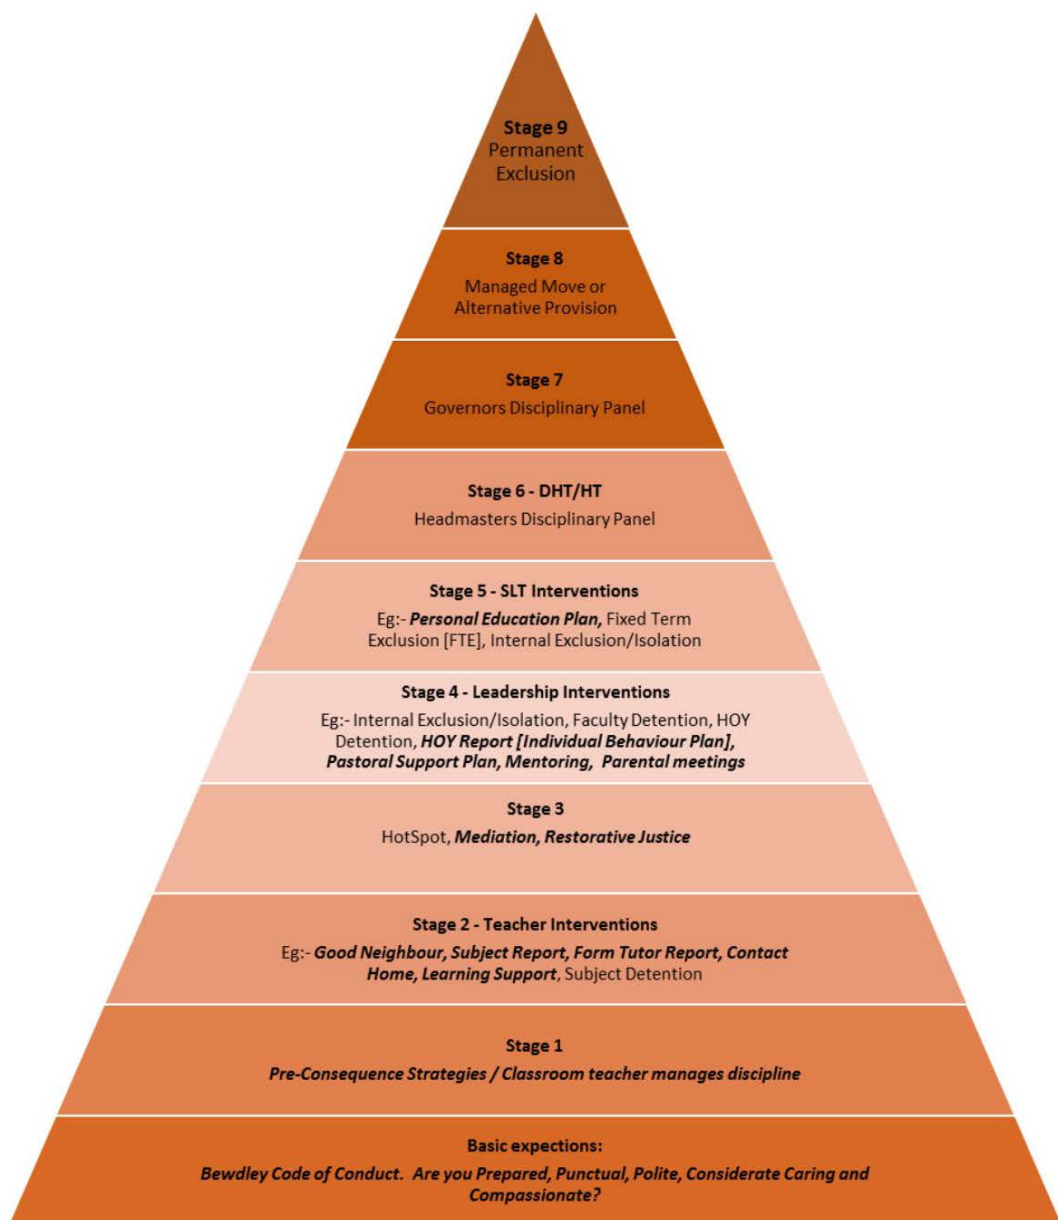 Stage 9
Permanent
Exclusion
Stage 8
Managed Move or
Alternative Provision
Stage 7
Governors Disciplinary Panel
Stage 6 - DHT/HT
Headmasters Disciplinary Panel
Stage 5 - SLT Interventions
Eg:- Personal Education Plan, Fixed Term
Exclusion [FTE], Internal Exclusion/Isolation
Stage 4 - Leadership Interventions
Eg:- Internal Exclusion/Isolation, Faculty Detention, HOY
Detention, HOY Report [Individual Behaviour Plan],
Pastoral Support Plan, Mentoring, Parental meetings
Stage 3
HotSpot, Mediation, Restorative Justice
Stage 2 - Teacher Interventions
Eg:- Good Neighbour, Subject Report, Form Tutor Report, Contact
Home, Learning Support, Subject Detention
Stage 1
Pre-Consequence Strategies / Classroom teacher manages discipline
Basic expections:
Bewdley Code of Conduct. Are you Prepared, Punctual, Polite, Considerate Caring and
Compassionate?